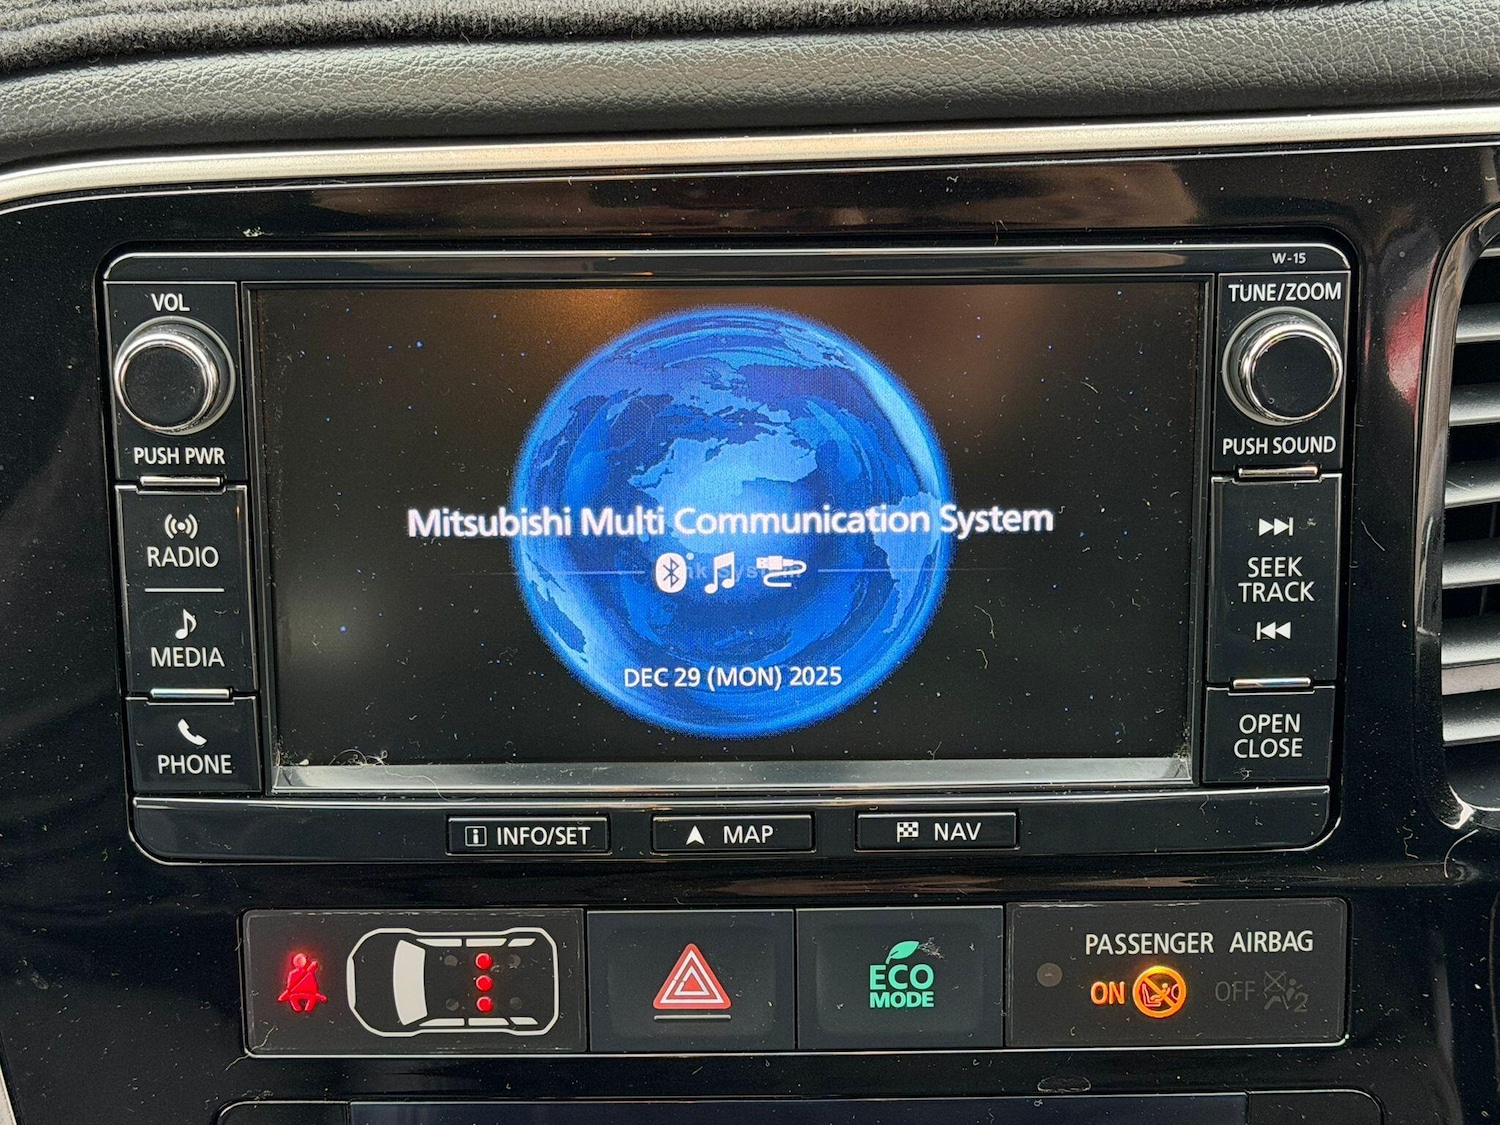 W-15
VOL
PUSH PWR
RADIO
MEDIA
PHONE
Mitsubishi Multi Communication System
DEC 29 (MON) 2025
TUNE/ZOOM
PUSH SOUND
SEEK
TRACK
OPEN
CLOSE
INFO/SET
MAP
NAV
ECO
MODE
PASSENGER AIRBAG
ON
OFF
2